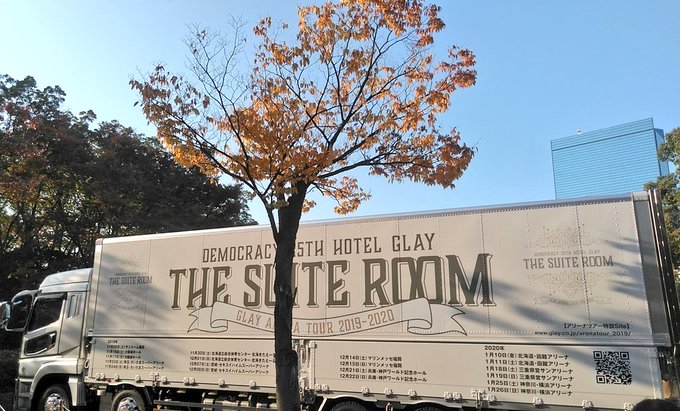 DEMOCRACY 25TH HOTEL GLAY
THE SUITE ROOM
GLAY ARENA TOUR 2019-2020
DEMOCRACY 25TH HOTEL GLAY
THE SUITE ROOM
THE SUITE ROOM
【アリーナツアー特設Site】
www.glay.co.jp/arenatour_2019/
2019年
12月14日(土) マリンメッセ福岡
12月15日(日) マリンメッセ福岡
12月21日(土) 兵庫・神戸ワールド記念ホール
12月22日(日) 兵庫・神戸ワールド記念ホール
2020年
1月10日(金) 北海道・函館アリーナ
1月11日(土) 北海道・函館アリーナ
1月18日(土) 三重県営サンアリーナ
1月19日(日) 三重県営サンアリーナ
1月25日(土) 神奈川・横浜アリーナ
1月26日(日) 神奈川・横浜アリーナ